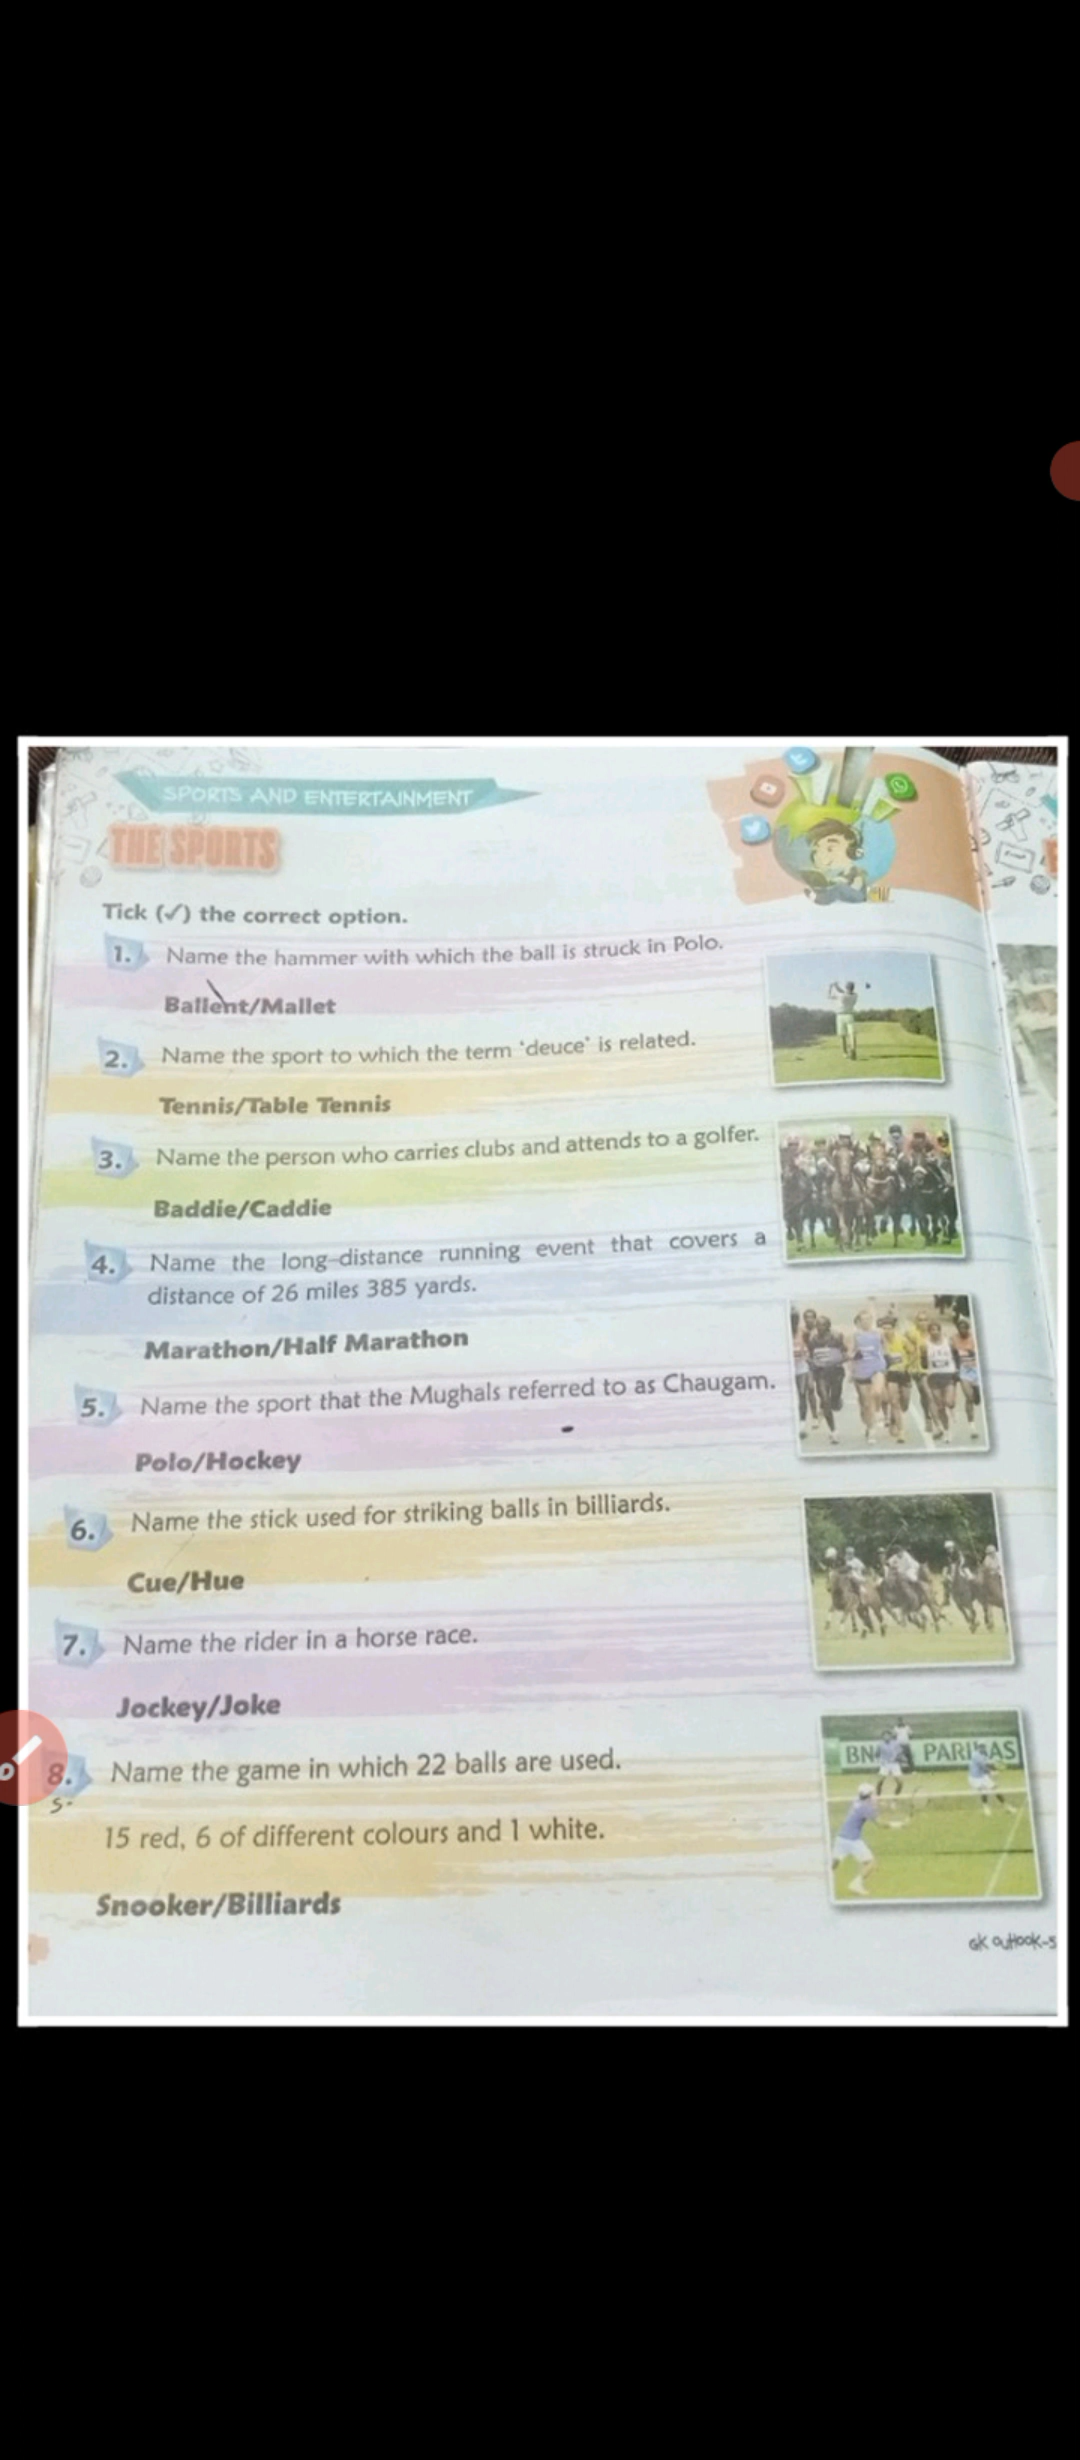 SPORTS AND ENTERTAINMENT
THE SPORTS
Tick (✓) the correct option.
1. Name the hammer with which the ball is struck in Polo.
Ballent/Mallet
2. Name the sport to which the term 'deuce' is related.
Tennis/Table Tennis
3. Name the person who carries clubs and attends to a golfer.
Baddie/Caddie
4. Name the long-distance running event that covers a
distance of 26 miles 385 yards.
Marathon/Half Marathon
5. Name the sport that the Mughals referred to as Chaugam.
Polo/Hockey
6. Name the stick used for striking balls in billiards.
Cue/Hue
7. Name the rider in a horse race.
Jockey/Joke
8. Name the game in which 22 balls are used.
5-
15 red, 6 of different colours and 1 white.
Snooker/Billiards
BN PARIBAS
GK Outlook-5